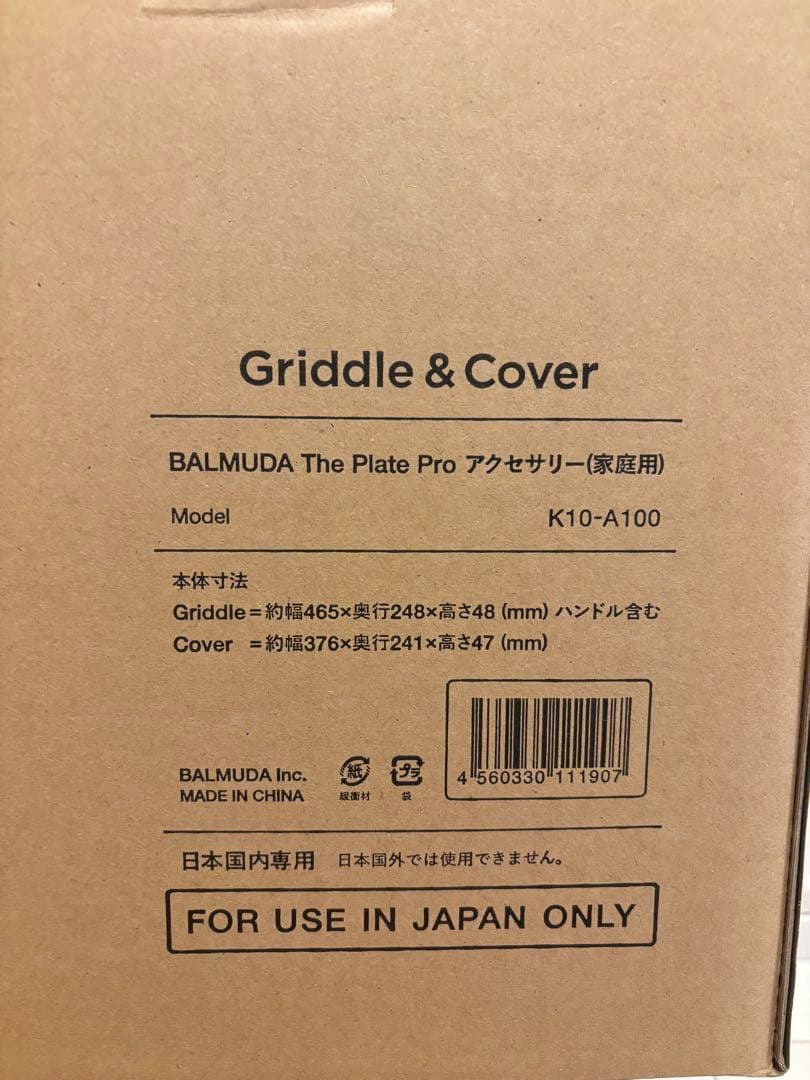 Griddle & Cover
BALMUDA The Plate Pro アクセサリー(家庭用)
Model K10-A100
本体寸法
Griddle=約幅465×奥行248×高さ48 (mm) ハンドル含む
Cover =約幅376×奥行241×高さ47 (mm)
4 560330 111907
BALMUDA Inc. 紙 プラ
MADE IN CHINA 緩衝材 袋
日本国内専用 日本国外では使用できません。
FOR USE IN JAPAN ONLY